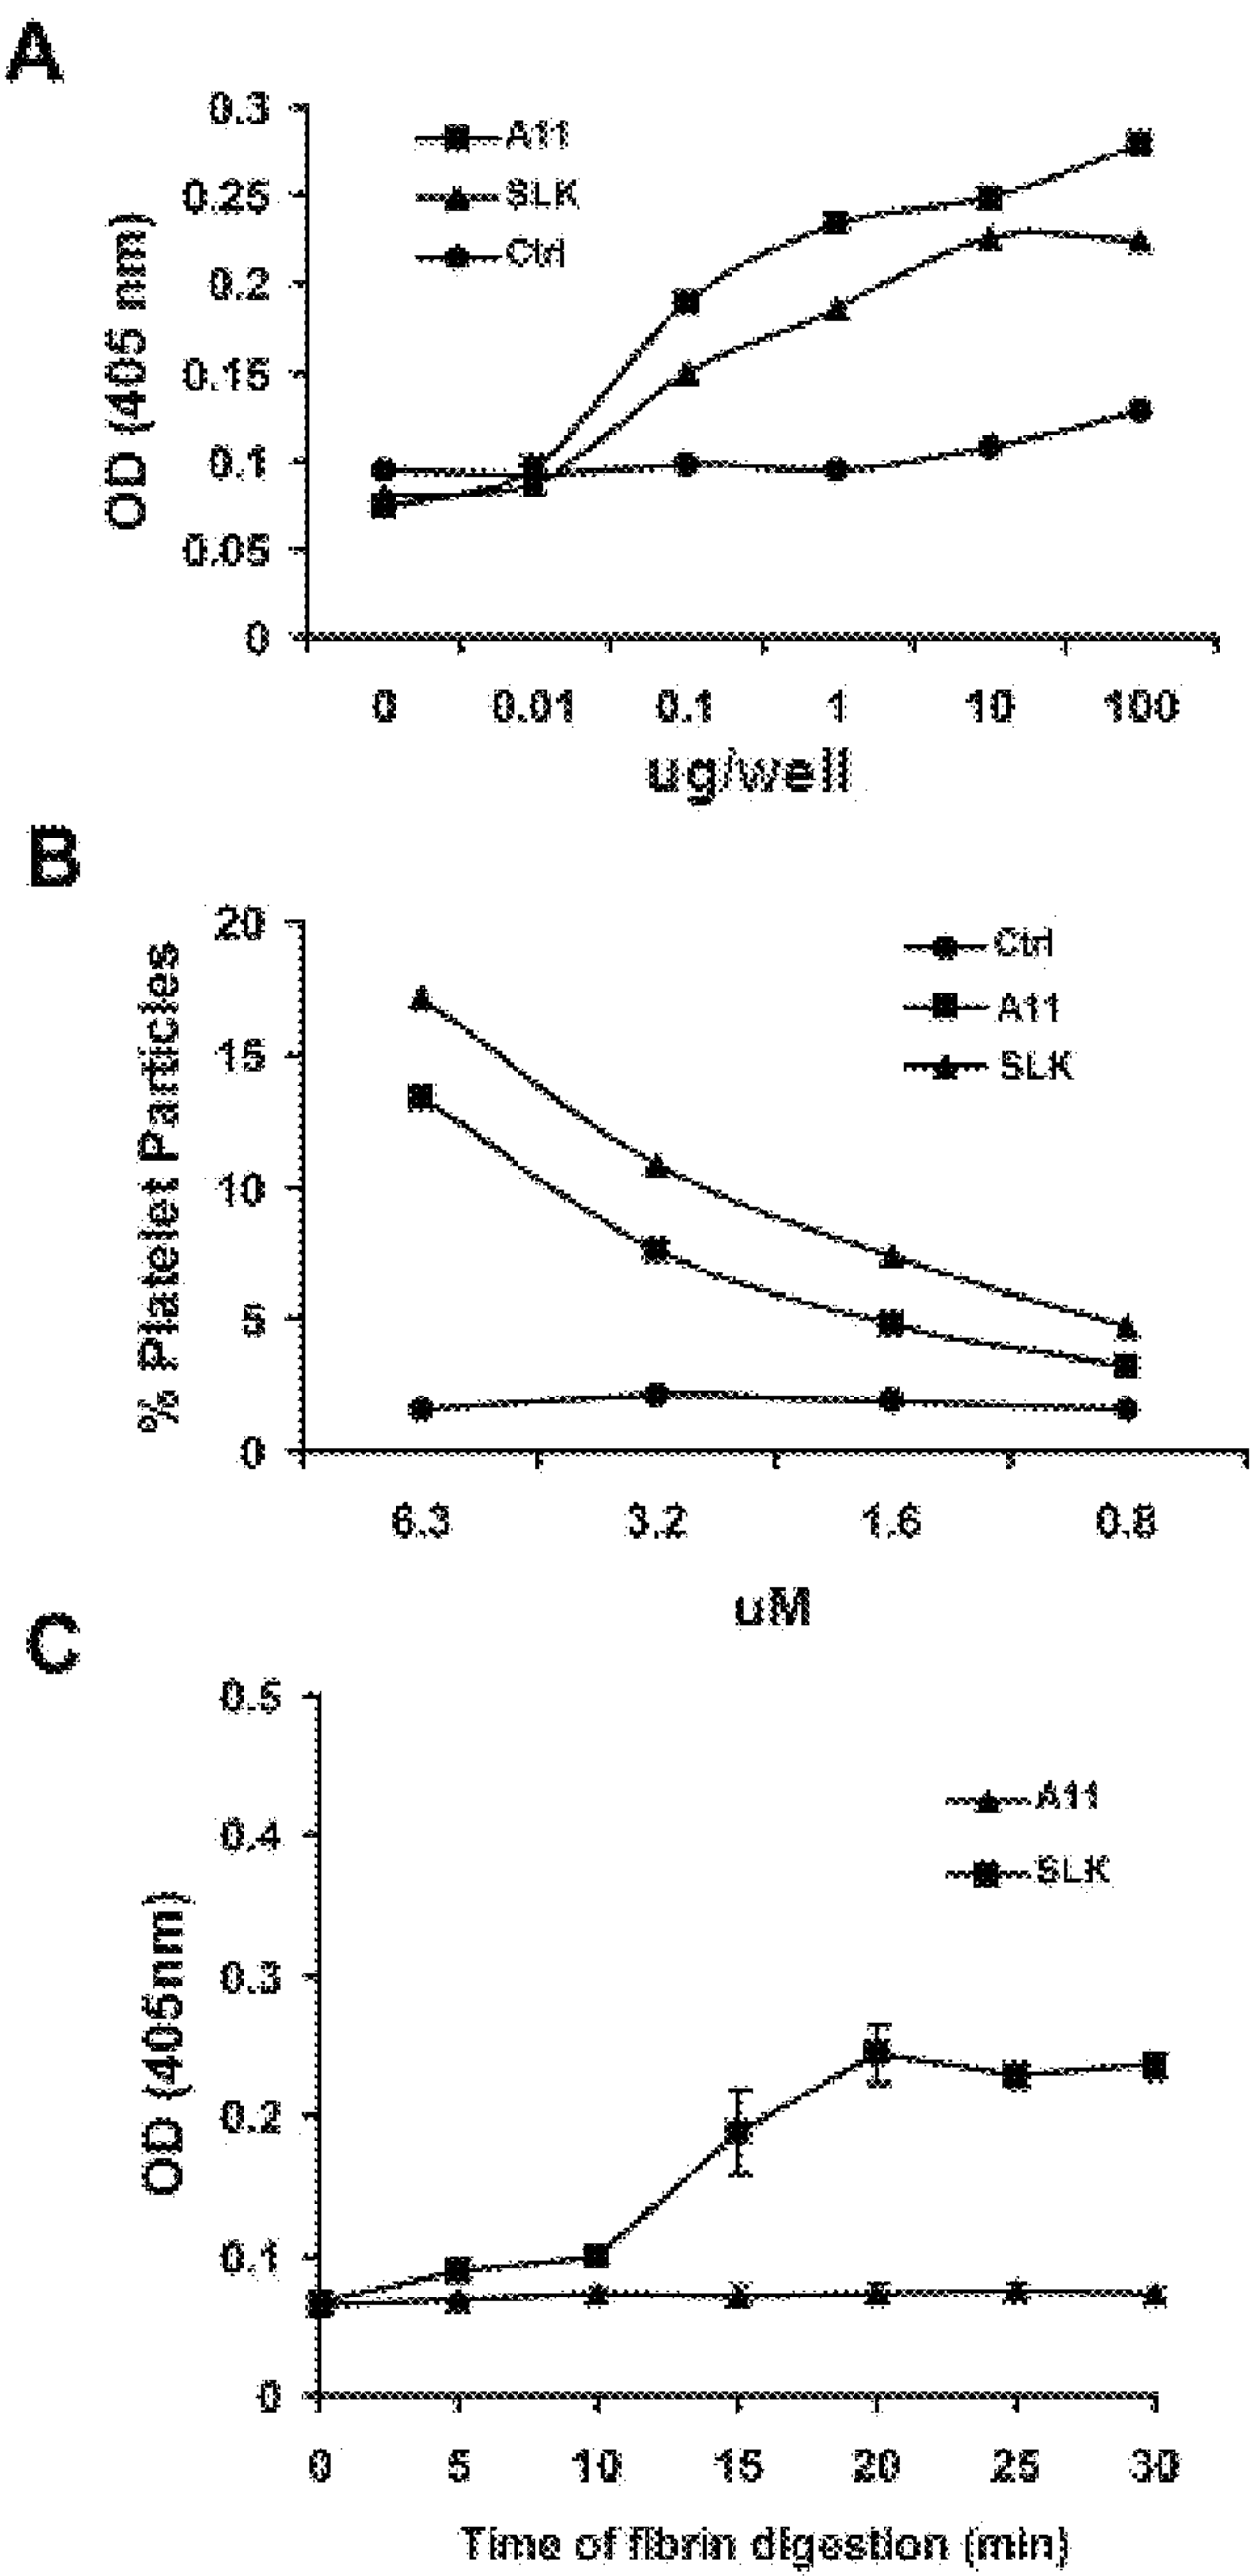 A
0.3
A11
0.25
SLK
0.2
Ctrl
0.15
0.1
0.05
0
OD (405 nm)
0 0.01 0.1 1 10 100
ug/well
B
20
Ctrl
15
A11
SLK
10
5
0
% Platelet Particles
6.3 3.2 1.6 0.8
uM
C
0.5
A11
0.4
SLK
0.3
0.2
0.1
0
OD (405nm)
0 5 10 15 20 25 30
Time of fibrin digestion (min)